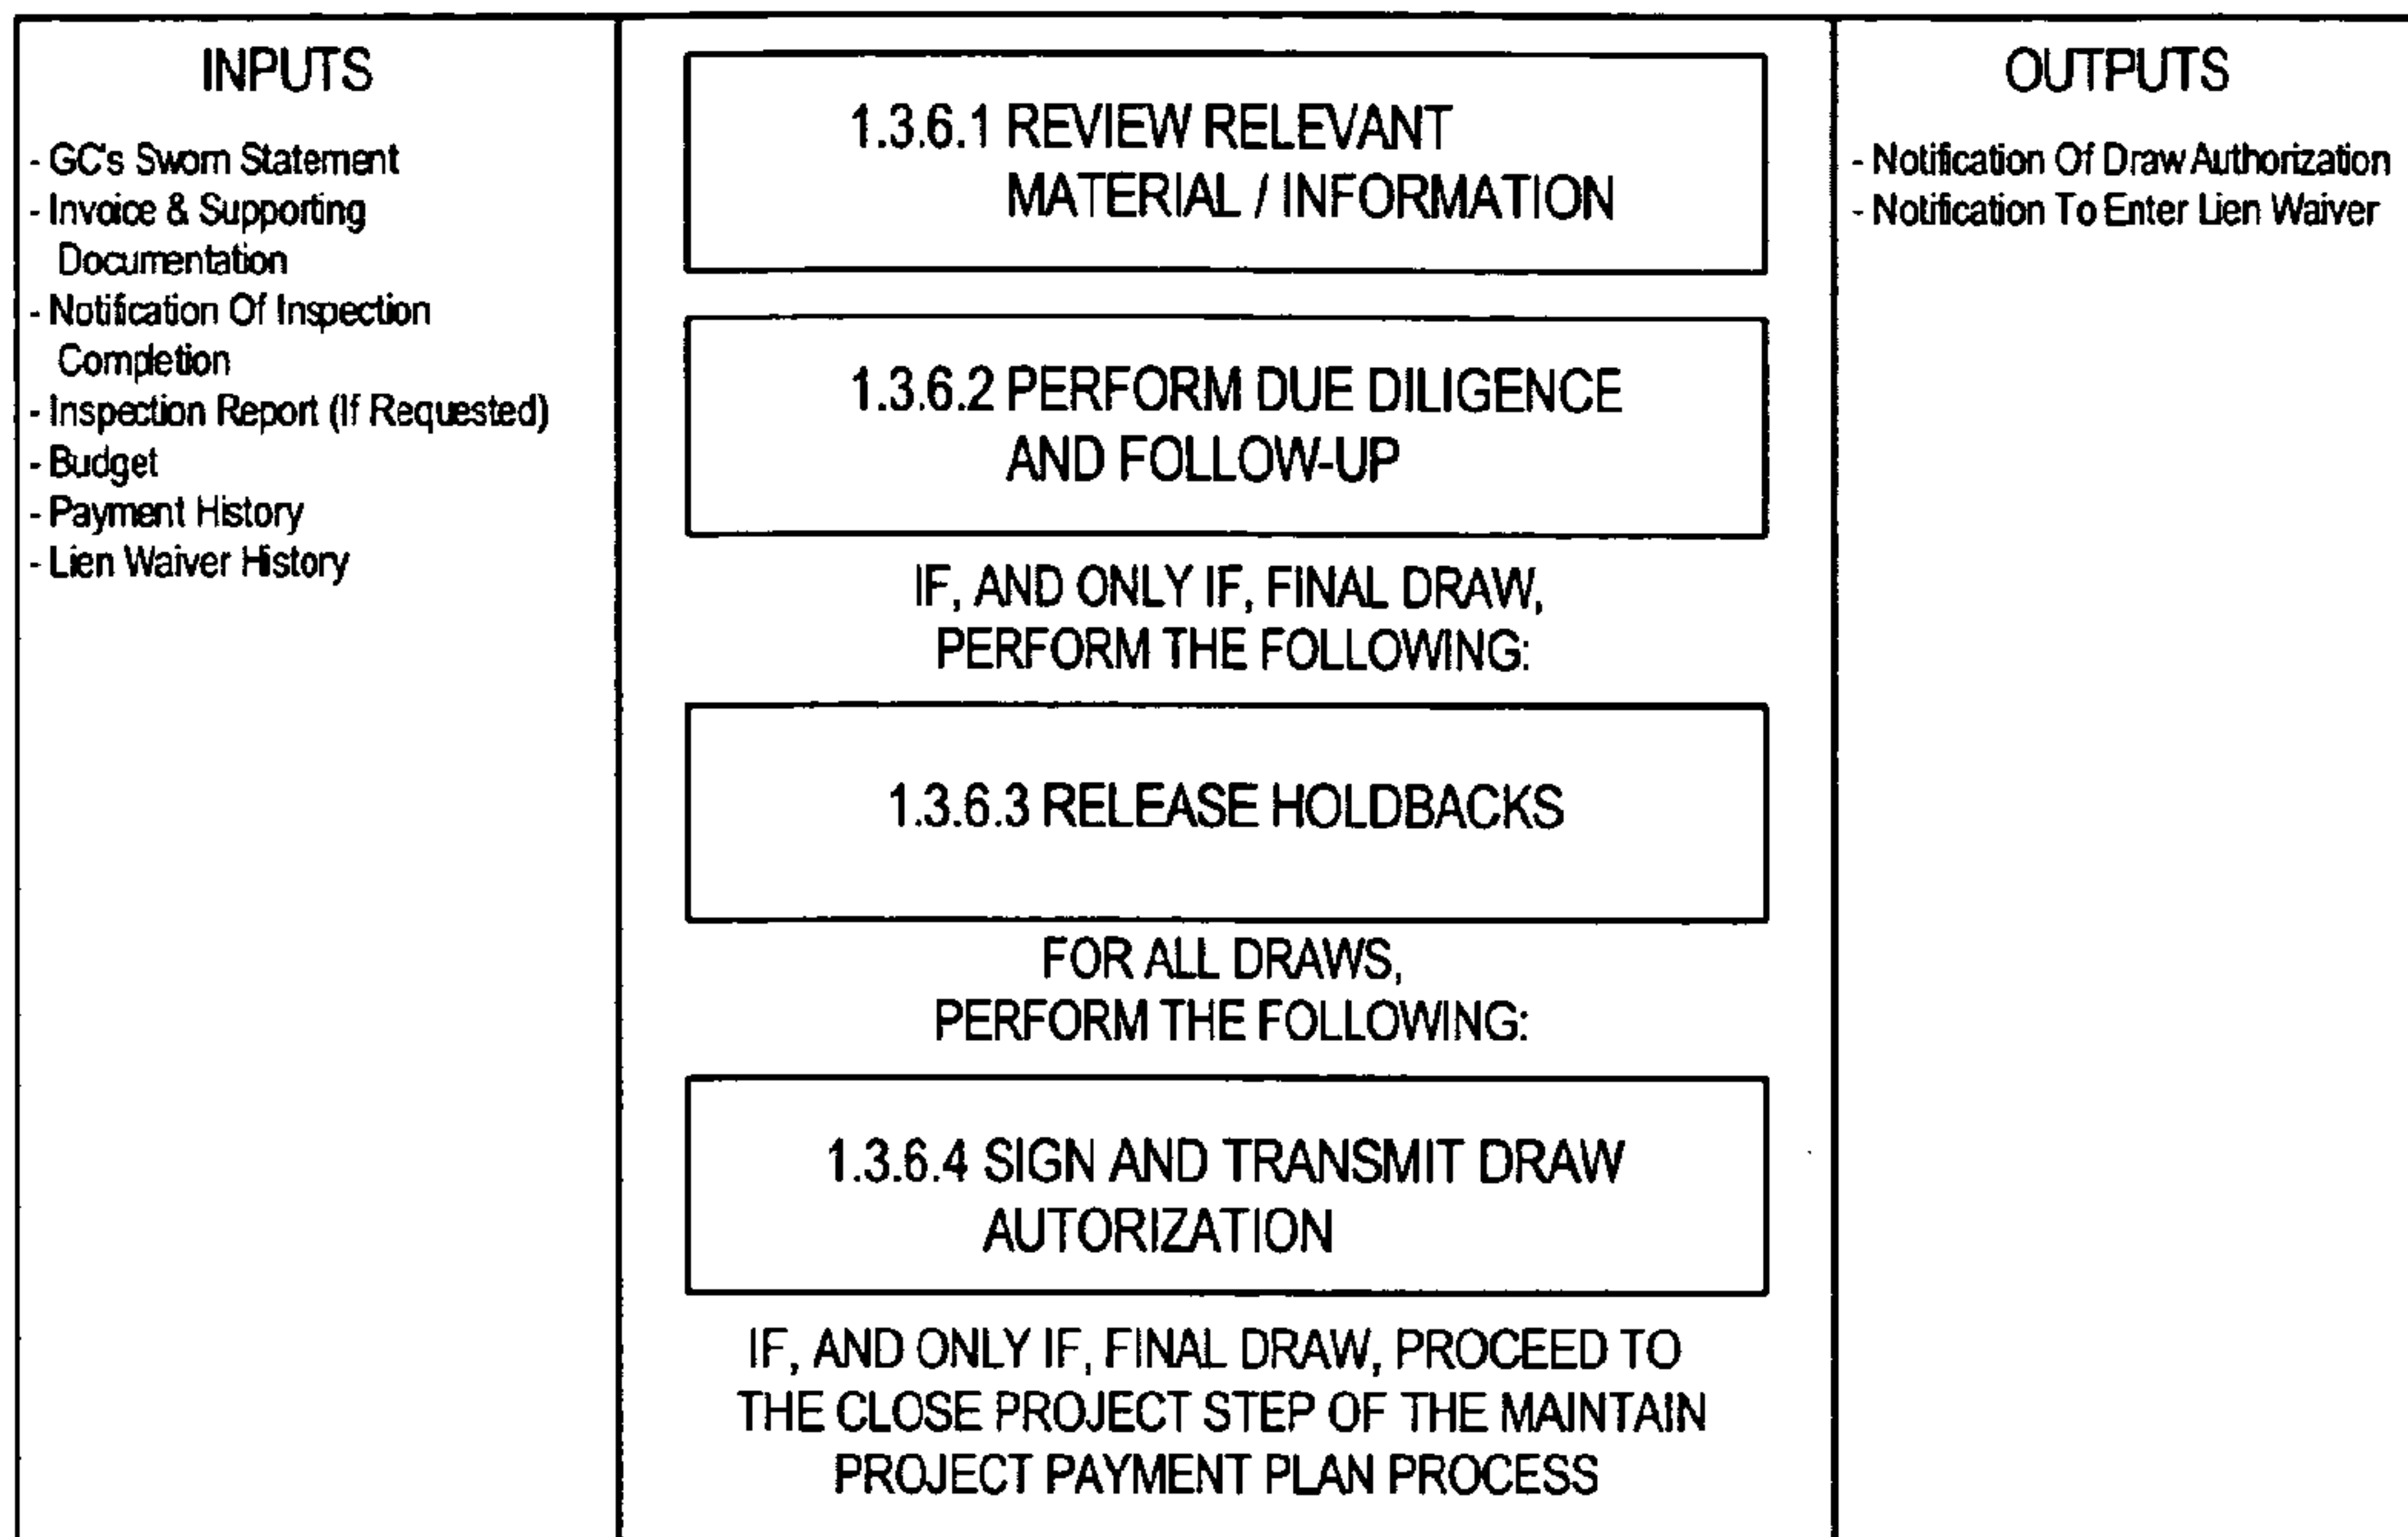 INPUTS
- GC's Sworn Statement
- Invoice & Supporting
Documentation
- Notification Of Inspection
Completion
- Inspection Report (If Requested)
- Budget
- Payment History
- Lien Waiver History
1.3.6.1 REVIEW RELEVANT
MATERIAL / INFORMATION
1.3.6.2 PERFORM DUE DILIGENCE
AND FOLLOW-UP
IF, AND ONLY IF, FINAL DRAW,
PERFORM THE FOLLOWING:
1.3.6.3 RELEASE HOLDBACKS
FOR ALL DRAWS,
PERFORM THE FOLLOWING:
1.3.6.4 SIGN AND TRANSMIT DRAW
AUTORIZATION
IF, AND ONLY IF, FINAL DRAW, PROCEED TO
THE CLOSE PROJECT STEP OF THE MAINTAIN
PROJECT PAYMENT PLAN PROCESS
OUTPUTS
- Notification Of Draw Authorization
- Notification To Enter Lien Waiver